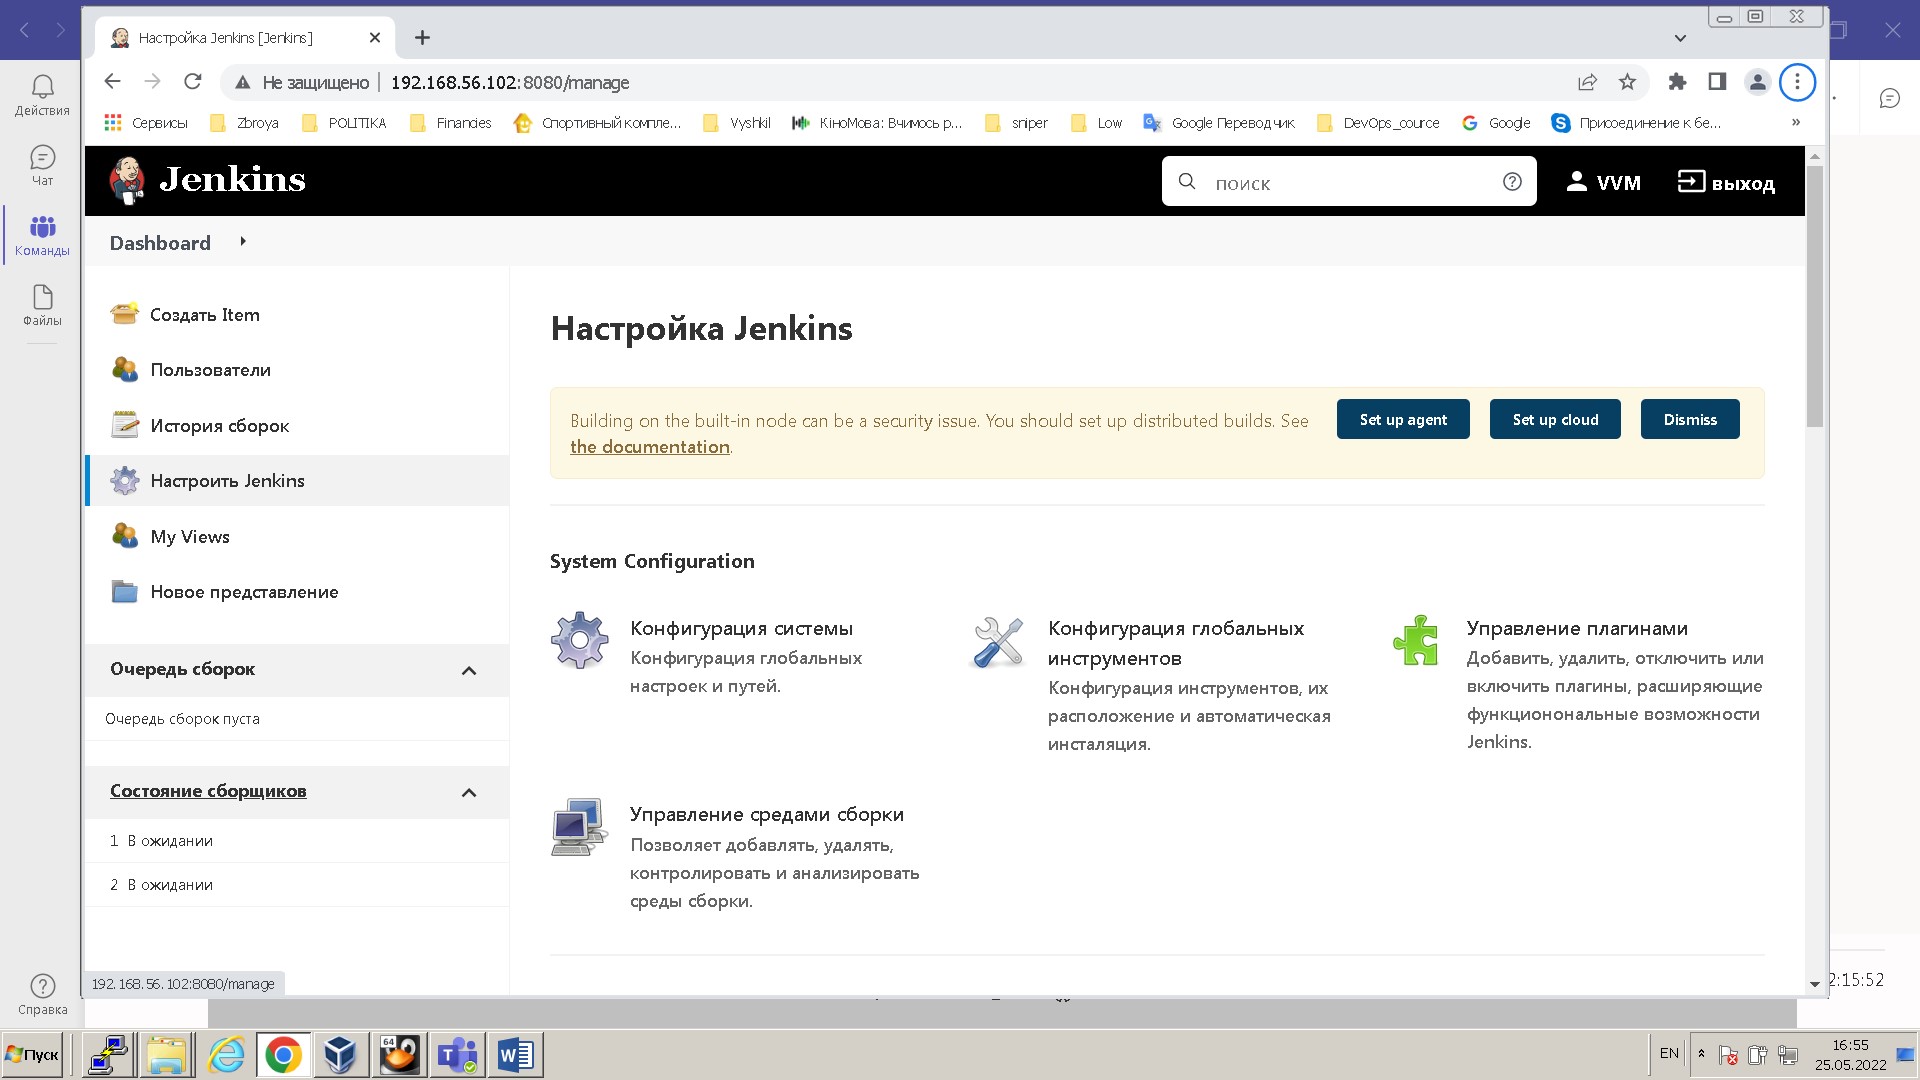 Настройка Jenkins [Jenkins]
Не защищено
192.168.56.102:8080/manage
Сервисы
Zbroya
POLITIKA
Financies
Спортивный компле...
Vyshkil
КіноМова: Вчимось р...
sniper
Low
Google Переводчик
DevOps_cource
Google
Присоединение к бе...
»
Действия
Чат
Команды
Файлы
Справка
Jenkins
поиск
VVM
выход
Dashboard
Создать Item
Пользователи
История сборок
Настроить Jenkins
My Views
Новое представление
Очередь сборок
Очередь сборок пуста
Состояние сборщиков
1 В ожидании
2 В ожидании
192.168.56.102:8080/manage
Настройка Jenkins
Building on the built-in node can be a security issue. You should set up distributed builds. See
the documentation.
Set up agent
Set up cloud
Dismiss
System Configuration
Конфигурация системы
Конфигурация глобальных
настроек и путей.
Конфигурация глобальных
инструментов
Конфигурация инструментов, их
расположение и автоматическая
инсталяция.
Управление плагинами
Добавить, удалить, отключить или
включить плагины, расширяющие
функциононалные возможности
Jenkins.
Управление средами сборки
Позволяет добавлять, удалять,
контролировать и анализировать
среды сборки.
2:15:52
Пуск
64
EN
16:55
25.05.2022